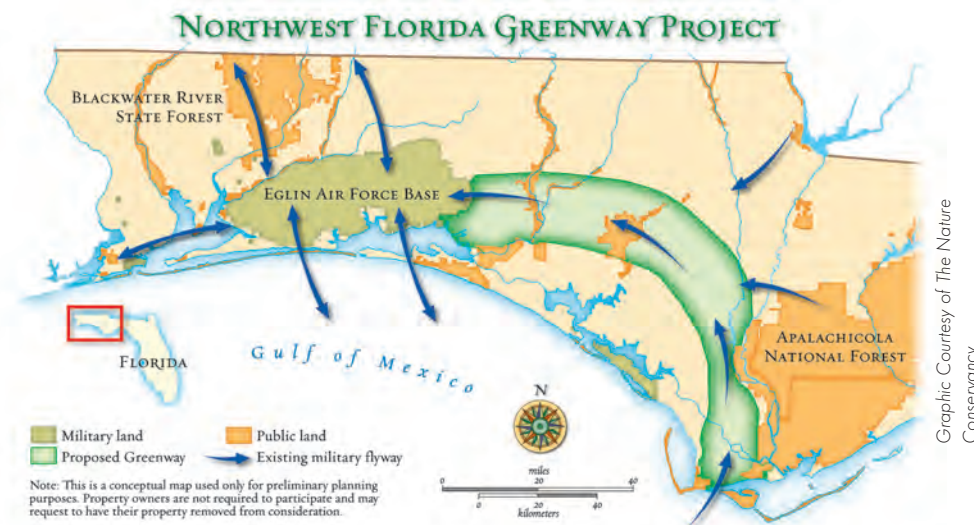 NORTHWEST FLORIDA GREENWAY PROJECT
BLACKWATER RIVER
STATE FOREST
EGLIN AIR FORCE BASE
FLORIDA
Gulf of Mexico
APALACHICOLA
NATIONAL FOREST
N
Military land
Public land
Proposed Greenway
Existing military flyway
Note: This is a conceptual map used only for preliminary planning
purposes. Property owners are not required to participate and may
request to have their property removed from consideration.
miles
0 20 40
0 20 40
kilometers
Graphic Courtesy of The Nature
Conservancy